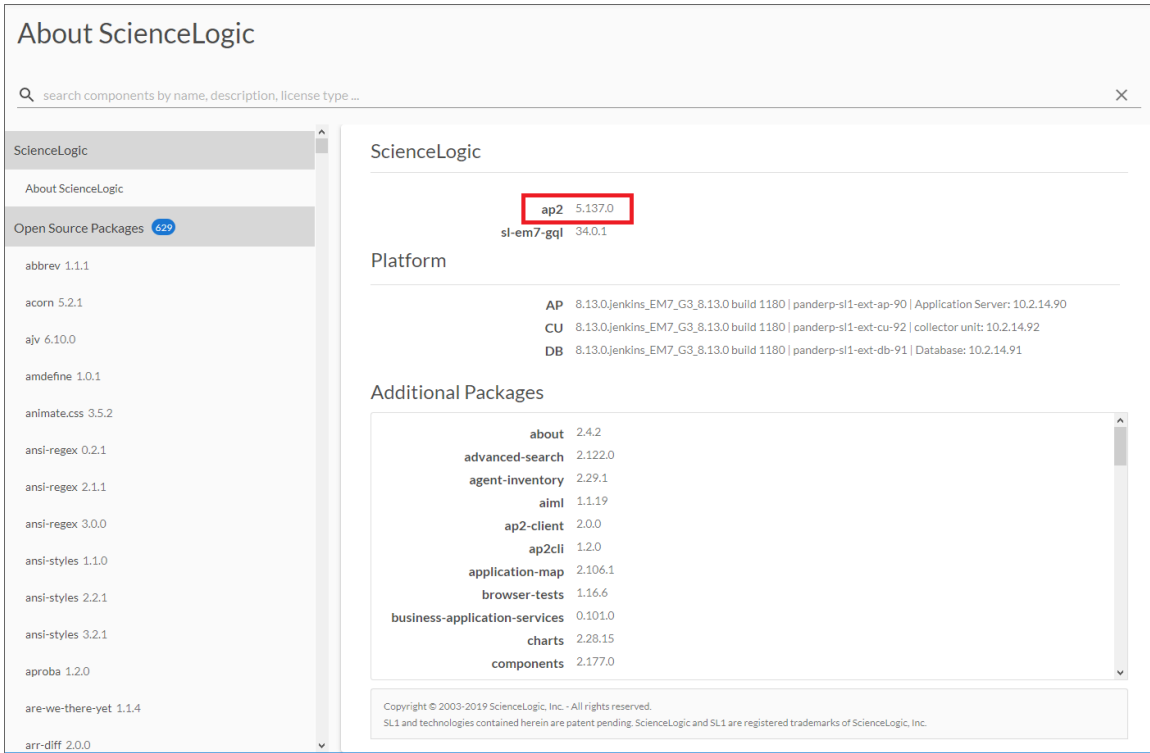 About ScienceLogic
search components by name, description, license type ...
ScienceLogic
About ScienceLogic
Open Source Packages 629
abbrev 1.1.1
acorn 5.2.1
ajv 6.10.0
amdefine 1.0.1
animate.css 3.5.2
ansi-regex 0.2.1
ansi-regex 2.1.1
ansi-regex 3.0.0
ansi-styles 1.1.0
ansi-styles 2.2.1
ansi-styles 3.2.1
aproba 1.2.0
are-we-there-yet 1.1.4
arr-diff 2.0.0
ScienceLogic
ap2 5.137.0
sl-em7-gql 34.0.1
Platform
AP 8.13.0.jenkins_EM7_G3_8.13.0 build 1180 | panderp-sl1-ext-ap-90 | Application Server: 10.2.14.90
CU 8.13.0.jenkins_EM7_G3_8.13.0 build 1180 | panderp-sl1-ext-cu-92 | collector unit: 10.2.14.92
DB 8.13.0.jenkins_EM7_G3_8.13.0 build 1180 | panderp-sl1-ext-db-91 | Database: 10.2.14.91
Additional Packages
about 2.4.2
advanced-search 2.122.0
agent-inventory 2.29.1
aiml 1.1.19
ap2-client 2.0.0
ap2cli 1.2.0
application-map 2.106.1
browser-tests 1.16.6
business-application-services 0.101.0
charts 2.28.15
components 2.177.0
Copyright © 2003-2019 ScienceLogic, Inc. - All rights reserved.
SL1 and technologies contained herein are patent pending. ScienceLogic and SL1 are registered trademarks of ScienceLogic, Inc.